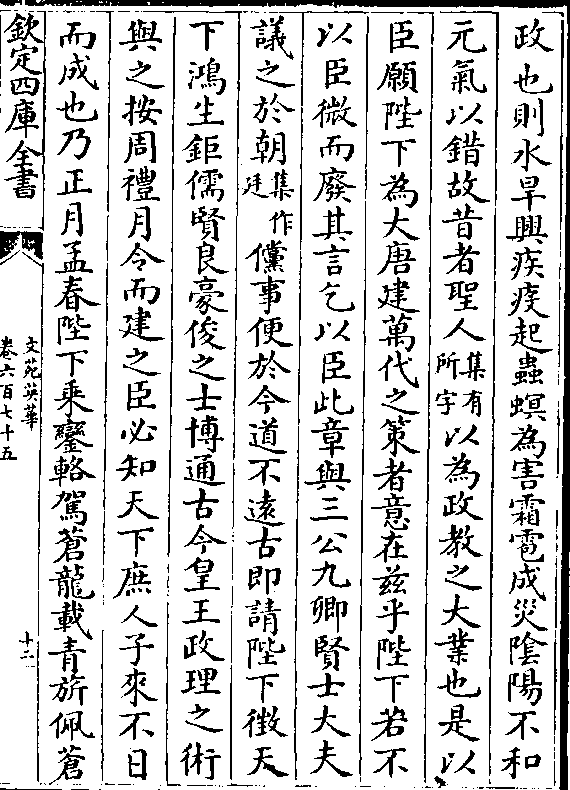 政也則水旱興疾疫起蟲螟為害霜雹成災陰陽不和
元氣以錯故昔者聖人集有所字以為政教之大業也是以
臣願陛下為大唐建萬代之策者意在兹乎陛下若不
以臣微而廢其言乞以臣此章與三公九卿賢士大夫
議之於朝集作廷儻事便於今道不遠古即請陛下徴天
下鴻生鉅儒賢良豪俊之士博通古今皇王政理之術
與之按周禮月令而建之臣必知天下庶人子來不日
而成也乃正月孟春陛下乘鑾輅駕蒼龍載青旂佩蒼
欽定四庫全書
文苑英華
卷六百七十五
十二